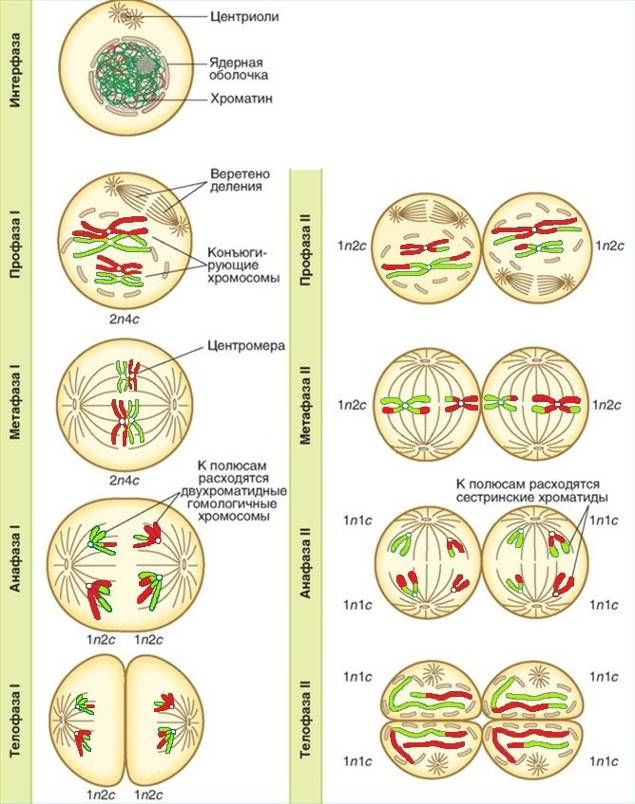 Интерфаза
Центриоли
Ядерная
оболочка
Хроматин
Профаза I
Веретено
деления
Конъюги-
рующие
хромосомы
2n4c
Метафаза I
Центромера
2n4c
Анафаза I
К полюсам
расходятся
двухроматидные
гомологичные
хромосомы
1n2c 1n2c
Телофаза I
1n2c 1n2c
Профаза II
1n2c
1n2c
Метафаза II
1n2c
1n2c
Анафаза II
К полюсам расходятся
сестринские хроматиды
1n1c
1n1c
1n1c
1n1c
Телофаза II
1n1c
1n1c
1n1c
1n1c